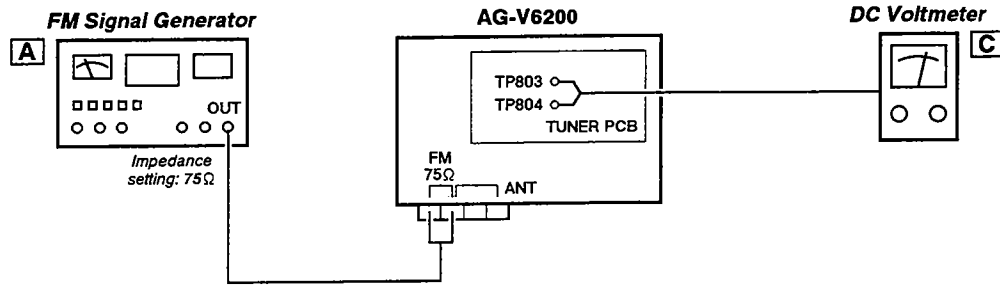 FM Signal Generator
A
OUT
Impedance
setting: 75Ω
AG-V6200
TP803
TP804
TUNER PCB
FM
75Ω
ANT
DC Voltmeter
C